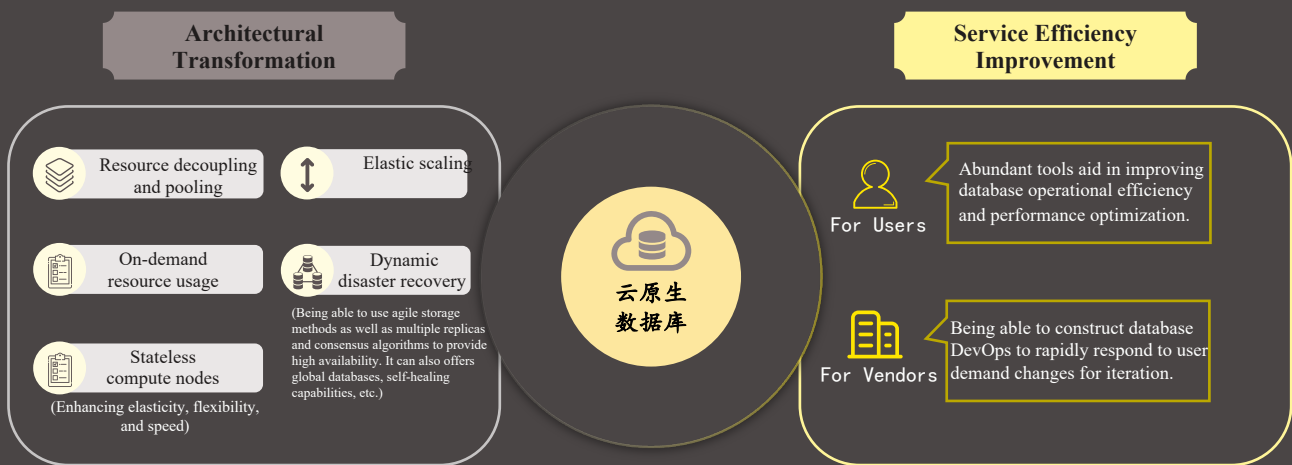 Architectural
Transformation
Service Efficiency
Improvement
Resource decoupling
and pooling
Elastic scaling
On-demand
resource usage
Dynamic
disaster recovery
(Being able to use agile storage
methods as well as multiple replicas
and consensus algorithms to provide
high availability. It can also offers
global databases, self-healing
capabilities, etc.)
Stateless
compute nodes
(Enhancing elasticity, flexibility,
and speed)
云原生
数据库
For Users
Abundant tools aid in improving
database operational efficiency
and performance optimization.
For Vendors
Being able to construct database
DevOps to rapidly respond to user
demand changes for iteration.